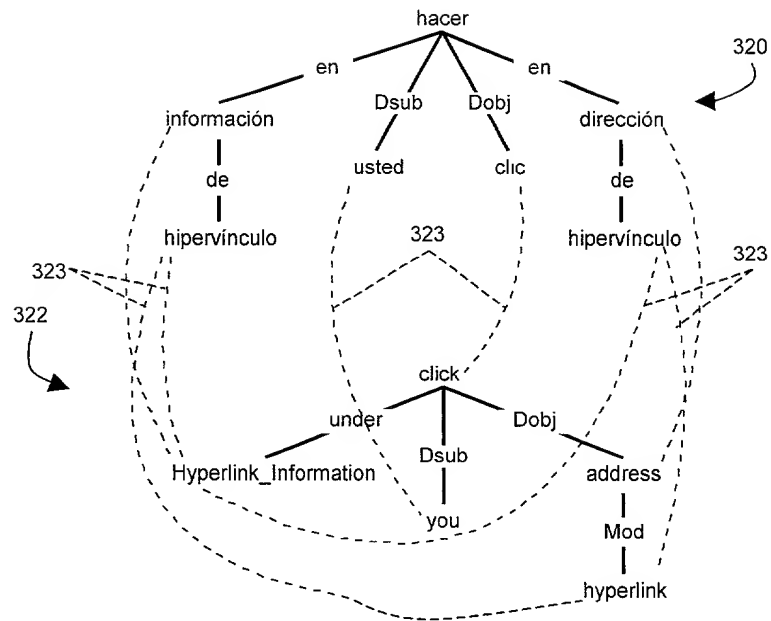 hacer
320
en
en
Dsub
Dobj
información
dirección
usted
clic
de
de
hipervínculo
323
hipervínculo
323
323
322
click
under
Dobj
Dsub
Hyperlink_Information
address
you
Mod
hyperlink